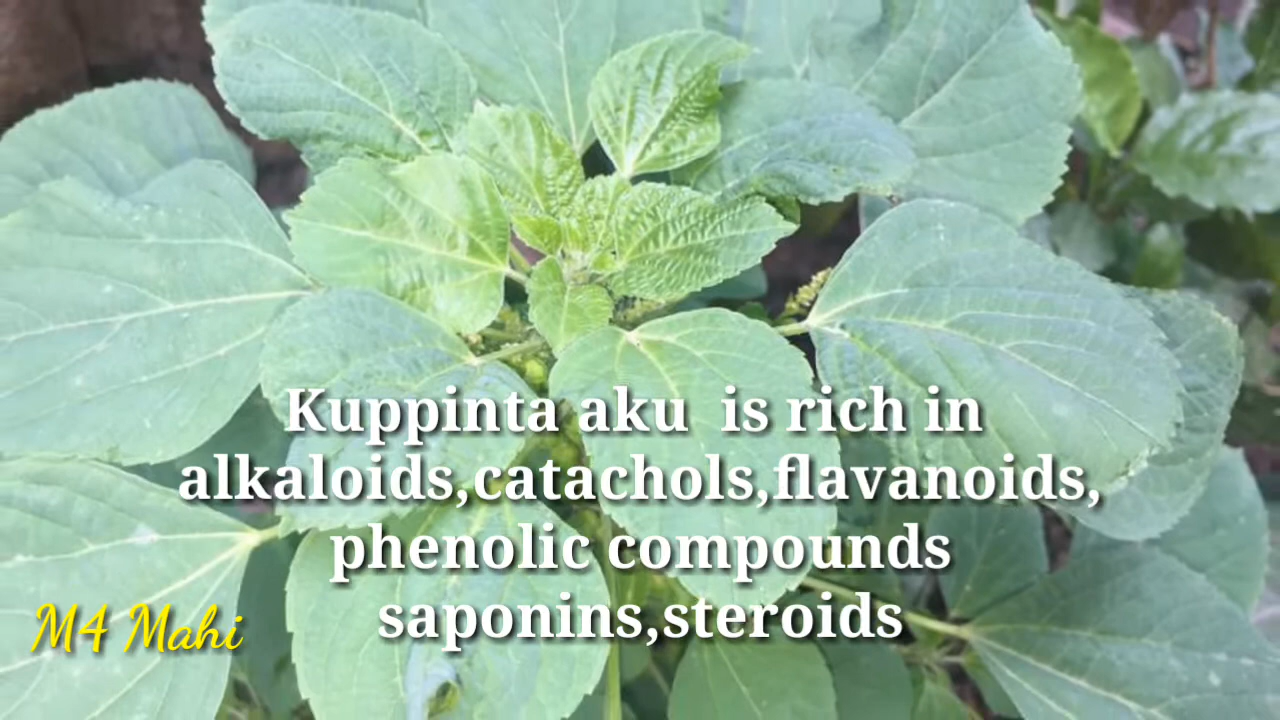 Kuppinta aku is rich in
alkaloids,catachols,flavanoids,
phenolic compounds
saponins,steroids
M4 Mahi